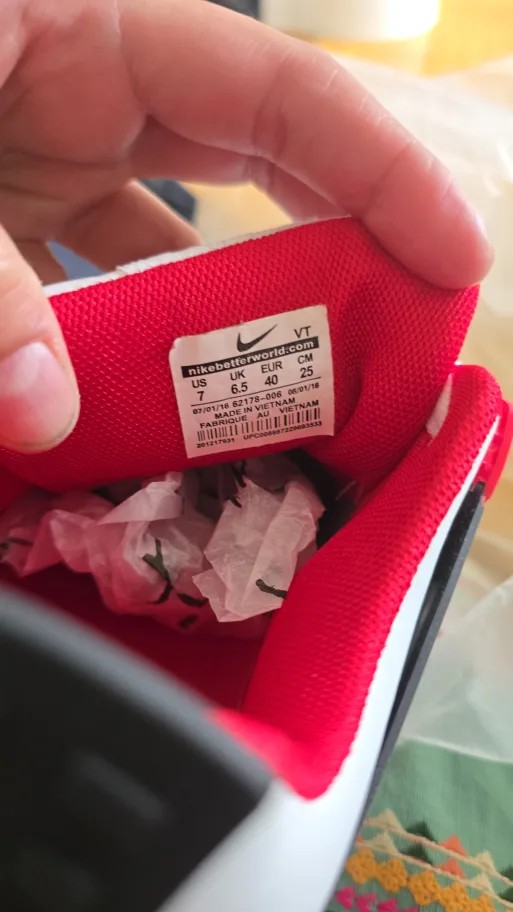 VT
nikebetterworld.com
US UK EUR CM
7 6.5 40 25
07/01/16 62178-006 06/01/16
MADE IN VIETNAM
FABRIQUE AU VIETNAM